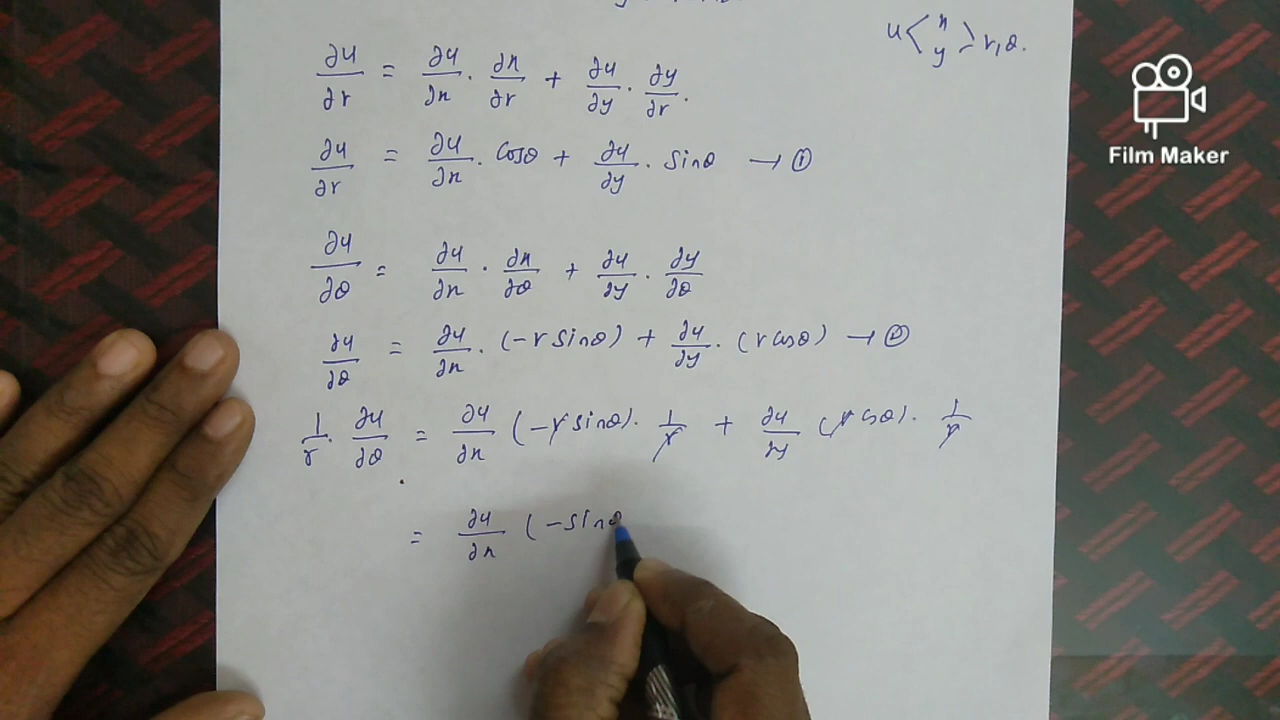 u < x y > r,θ.
∂u/∂r = ∂u/∂x · ∂x/∂r + ∂u/∂y · ∂y/∂r.
∂u/∂r = ∂u/∂x · cosθ + ∂u/∂y · sinθ → ①
∂u/∂θ = ∂u/∂x · ∂x/∂θ + ∂u/∂y · ∂y/∂θ
∂u/∂θ = ∂u/∂x · (-r sinθ) + ∂u/∂y · (r cosθ) → ②
1/r · ∂u/∂θ = ∂u/∂x (-r sinθ) · 1/r + ∂u/∂y (r cosθ) · 1/r
= ∂u/∂x (-sinθ
Film Maker